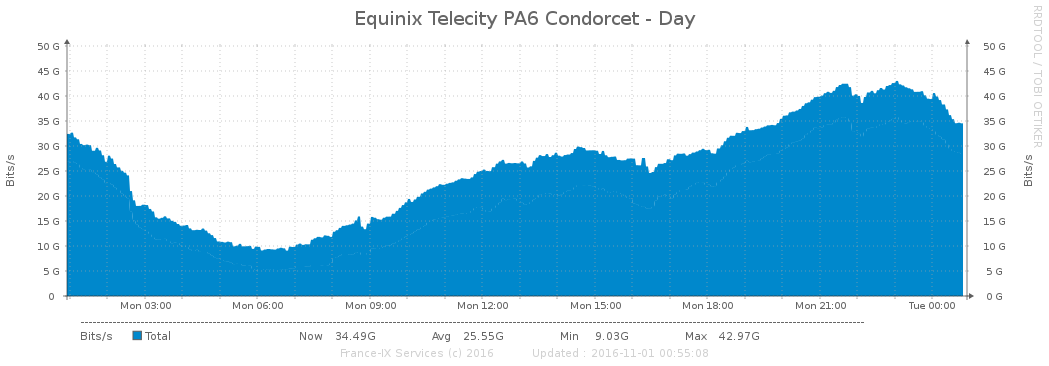 Equinix Telecity PA6 Condorcet - Day
RRDTOOL / TOBI OETIKER
Bits/s
50 G
45 G
40 G
35 G
30 G
25 G
20 G
15 G
10 G
5 G
0
50 G
45 G
40 G
35 G
30 G
25 G
20 G
15 G
10 G
5 G
0 G
Bits/s
Mon 03:00 Mon 06:00 Mon 09:00 Mon 12:00 Mon 15:00 Mon 18:00 Mon 21:00 Tue 00:00
Bits/s Total Now 34.49G Avg 25.55G Min 9.03G Max 42.97G
France-IX Services (c) 2016 Updated : 2016-11-01 00:55:08